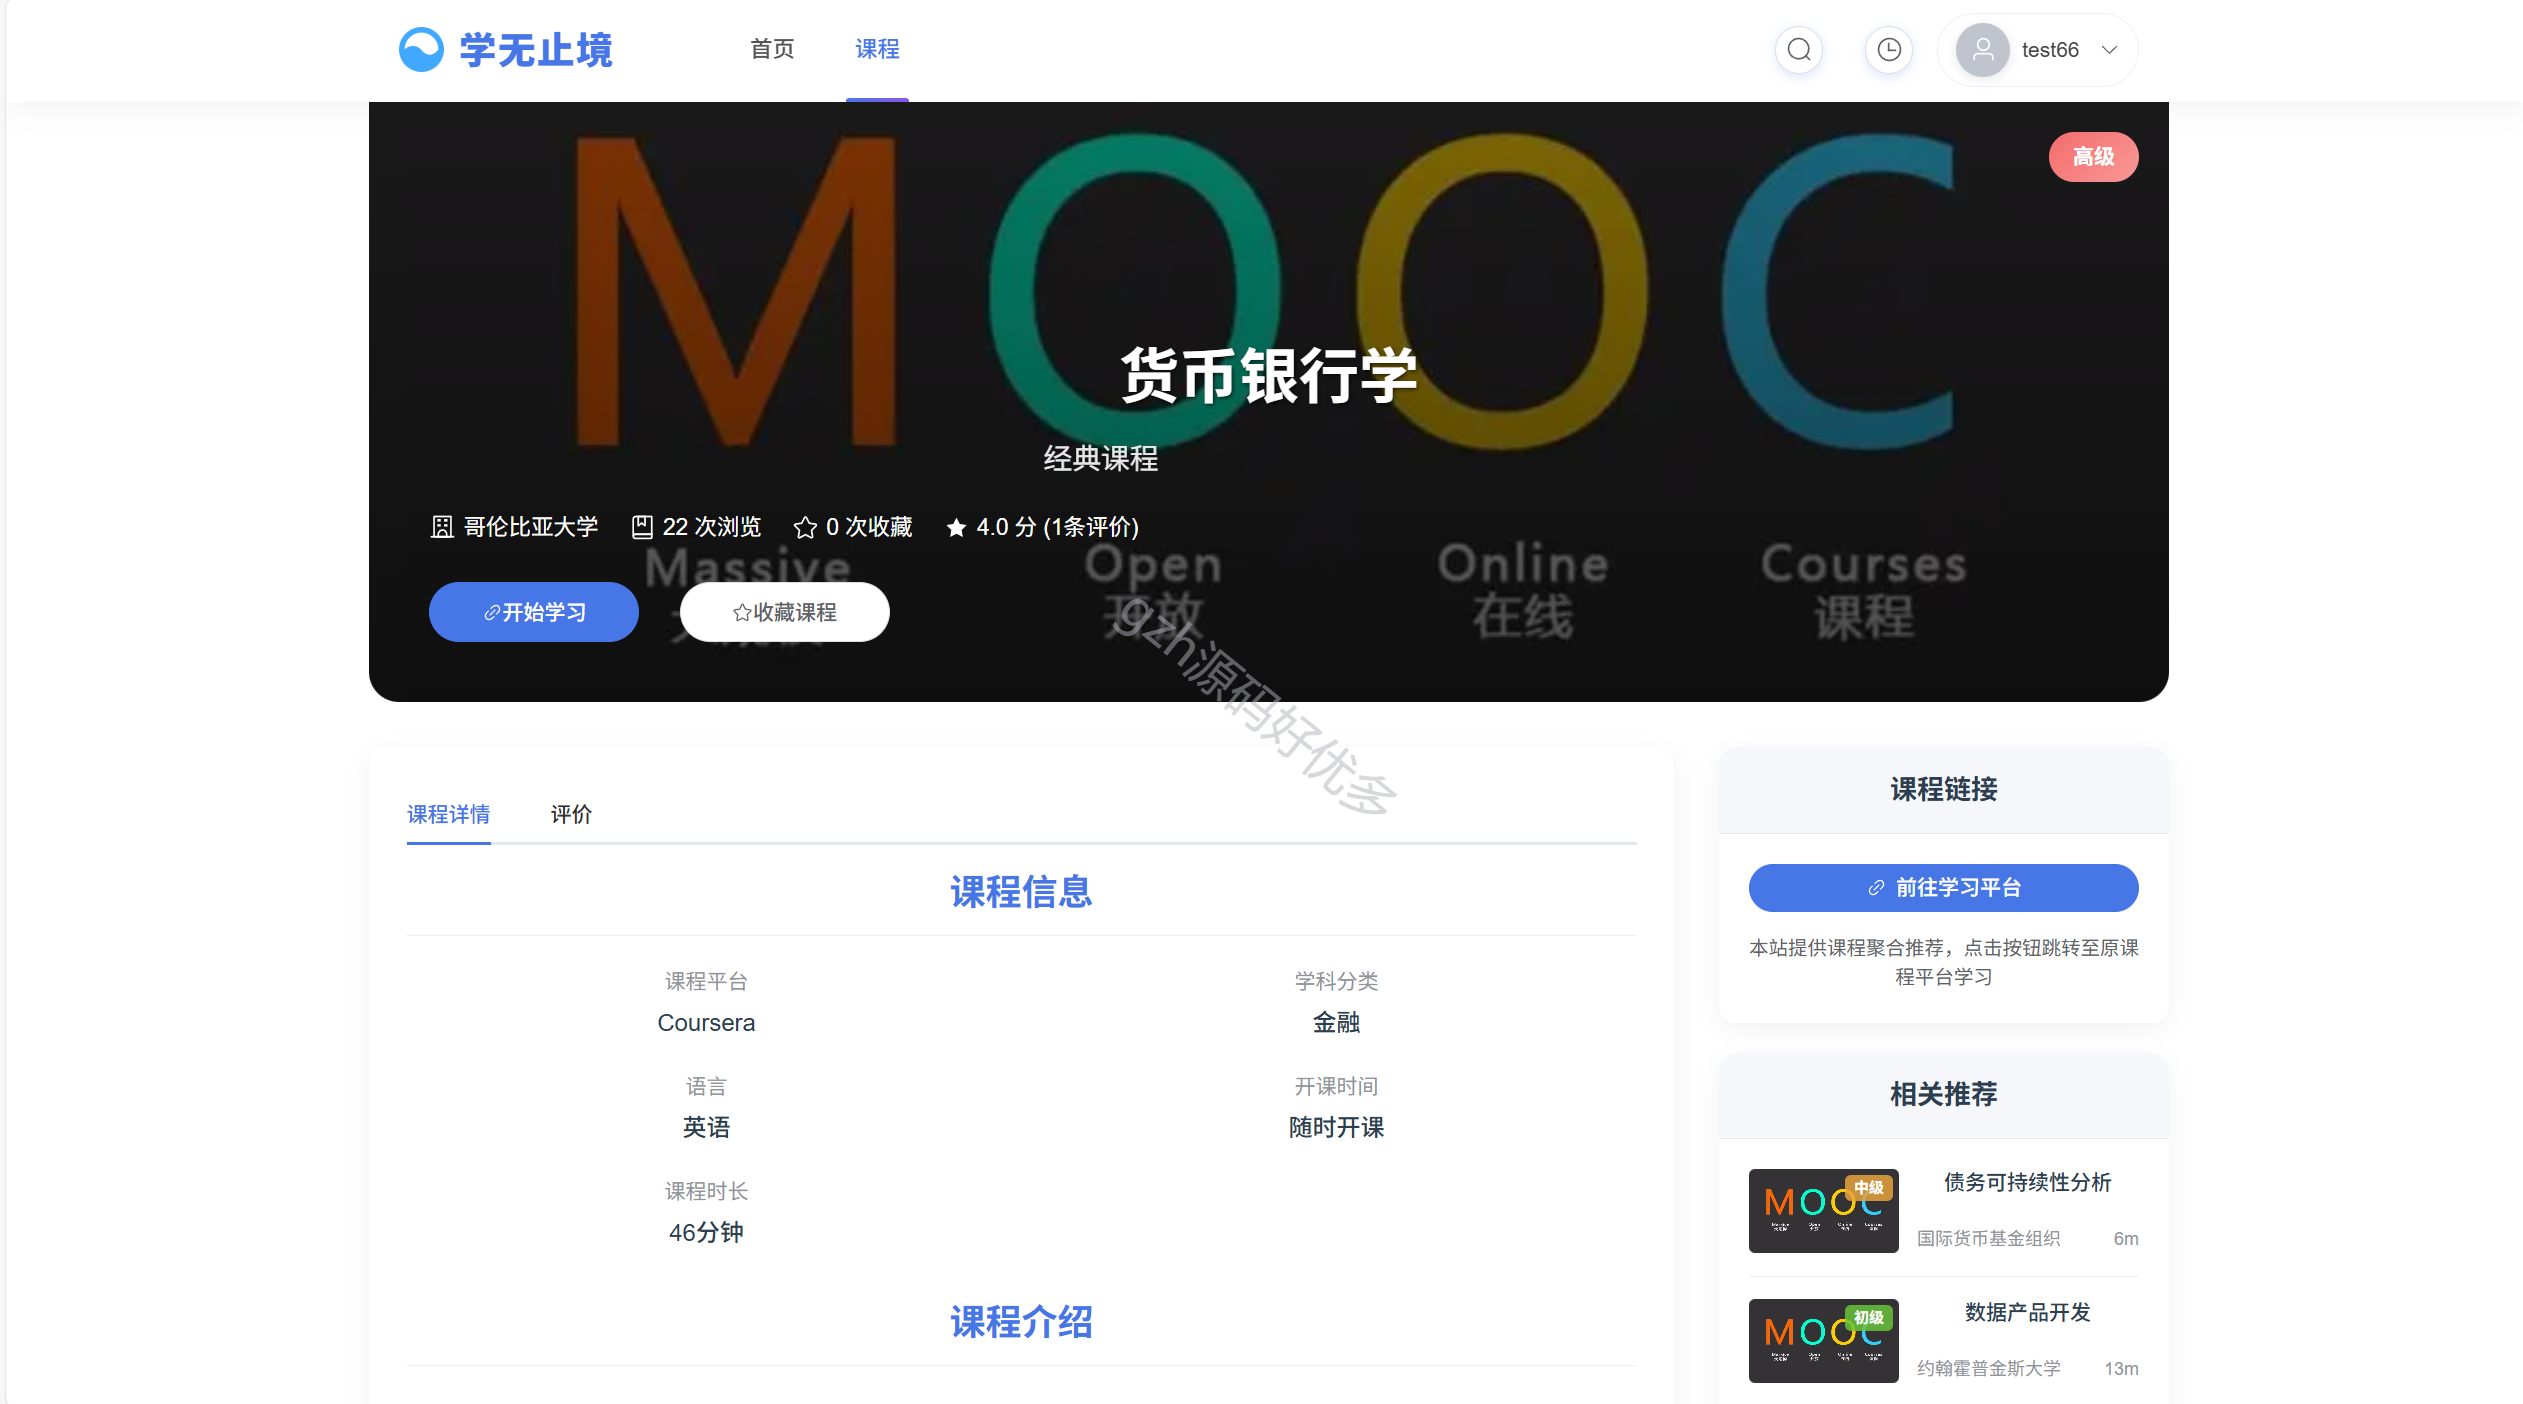 学无止境
首页
课程
test66
M O O C
高级
货币银行学
经典课程
哥伦比亚大学
22 次浏览
0 次收藏
4.0 分 (1条评价)
Massive
Open
Online
Courses
开放
在线
课程
开始学习
收藏课程
gzh源码好优多
课程详情
评价
课程信息
课程平台
学科分类
Coursera
金融
语言
开课时间
英语
随时开课
课程时长
46分钟
课程介绍
课程链接
前往学习平台
本站提供课程聚合推荐，点击按钮跳转至原课
程平台学习
相关推荐
MOOC
中级
债务可持续性分析
国际货币基金组织
6m
MOOC
初级
数据产品开发
约翰霍普金斯大学
13m